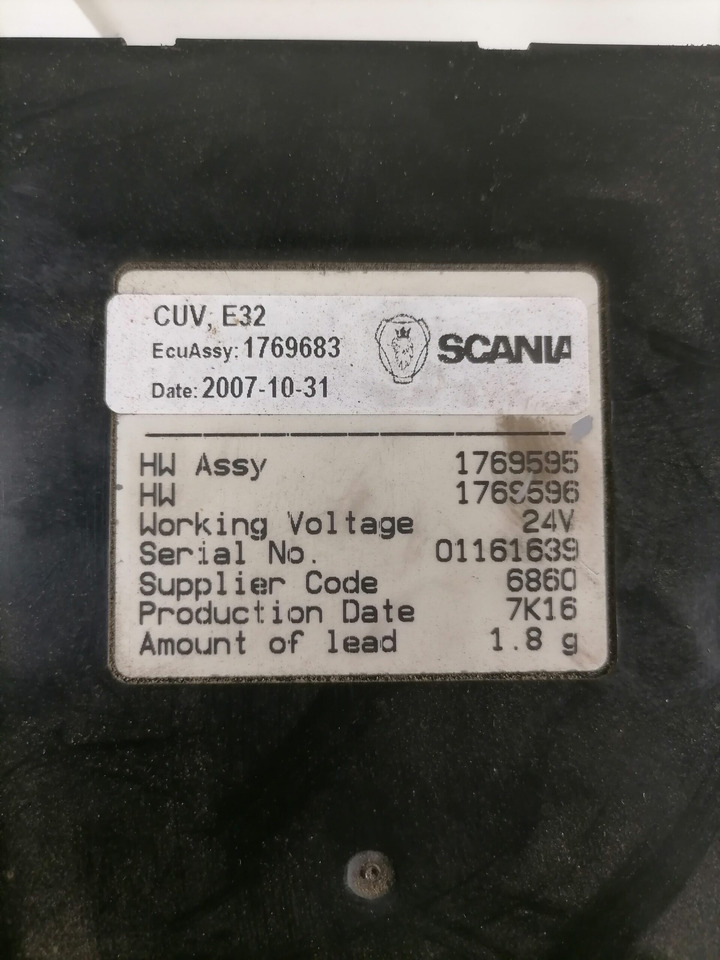 CUV, E32
EcuAssy: 1769683
SCANIA
Date: 2007-10-31
HW Assy 1769595
HW 1769596
Working Voltage 24V
Serial No. 01161639
Supplier Code 6860
Production Date 7K16
Amount of lead 1.8 g